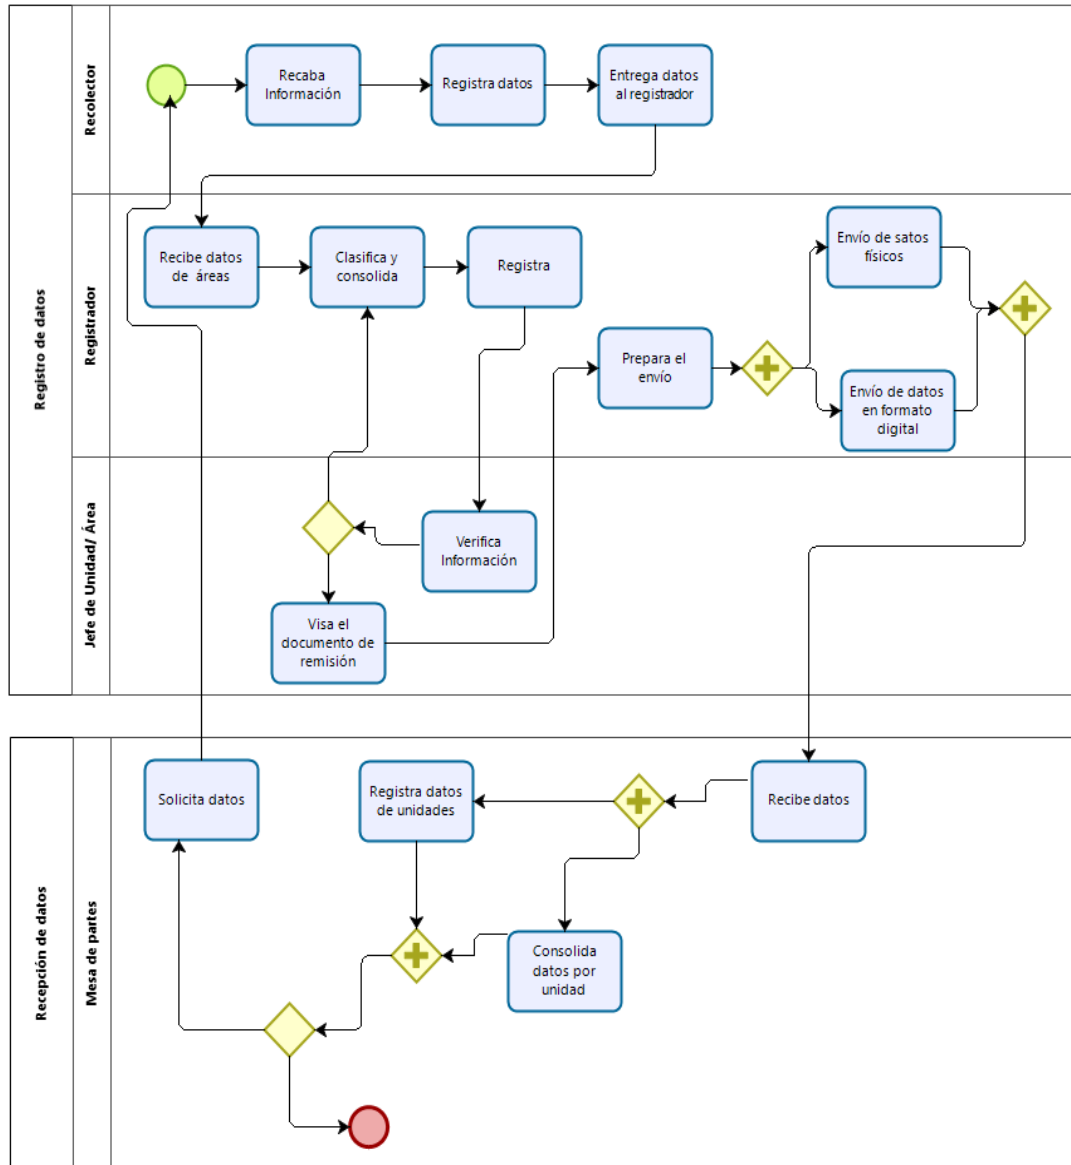 Registro de datos
Recolector
Recaba
Información
Registra datos
Entrega datos
al registrador
Registrador
Recibe datos
de áreas
Clasifica y
consolida
Registra
Prepara el
envío
Envío de satos
físicos
Envío de datos
en formato
digital
Jefe de Unidad/ Área
Verifica
Información
Visa el
documento de
remisión
Recepción de datos
Mesa de partes
Solicita datos
Registra datos
de unidades
Recibe datos
Consolida
datos por
unidad